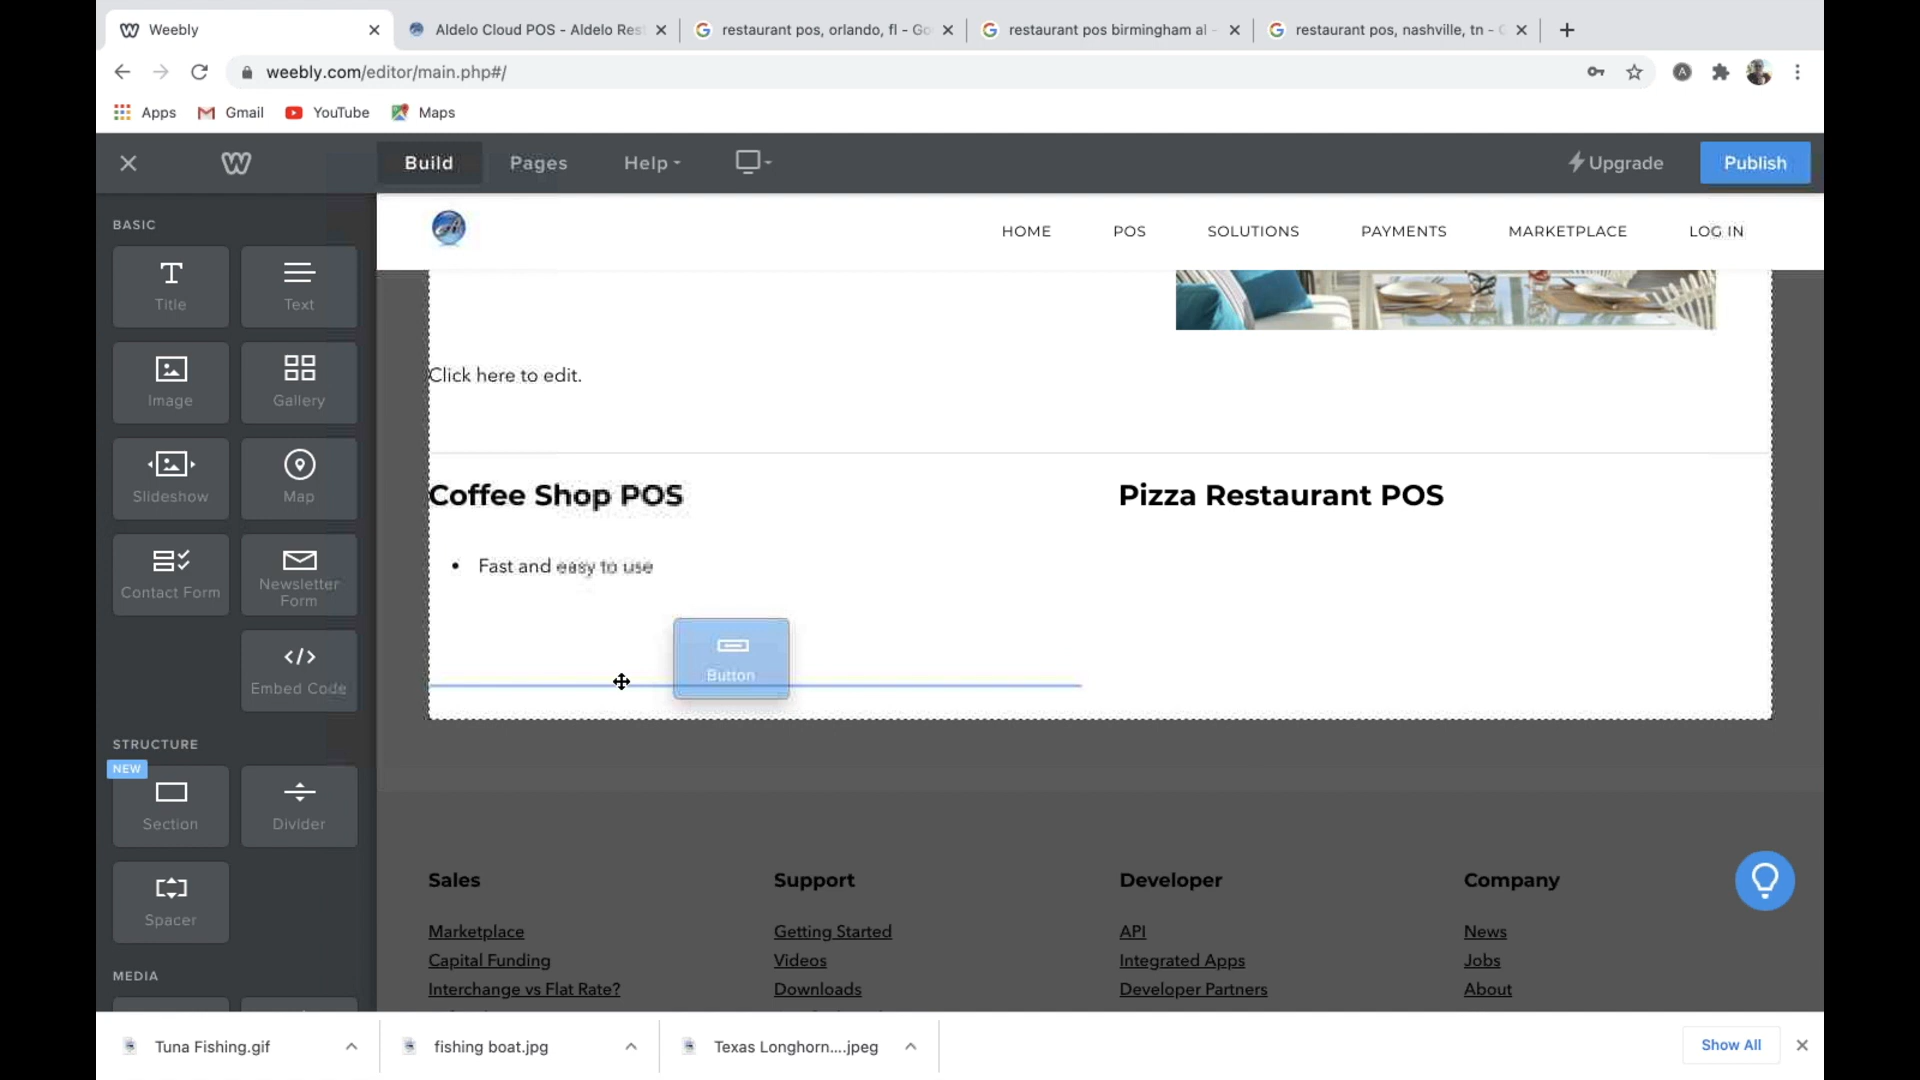 Weebly
Aldelo Cloud POS - Aldelo Res
restaurant pos, orlando, fl - Go
restaurant pos birmingham al -
restaurant pos, nashville, tn - G
weebly.com/editor/main.php#/
A
Apps
Gmail
YouTube
Maps
Build
Pages
Help
Upgrade
Publish
HOME
POS
SOLUTIONS
PAYMENTS
MARKETPLACE
LOG IN
BASIC
Title
Text
Image
Gallery
Slideshow
Map
Contact Form
Newsletter
Form
Embed Code
STRUCTURE
NEW
Section
Divider
Spacer
MEDIA
Click here to edit.
Coffee Shop POS
Pizza Restaurant POS
• Fast and easy to use
Button
Sales
Support
Developer
Company
Marketplace
Getting Started
API
News
Capital Funding
Videos
Integrated Apps
Jobs
Interchange vs Flat Rate?
Downloads
Developer Partners
About
Tuna Fishing.gif
fishing boat.jpg
Texas Longhorn....jpeg
Show All